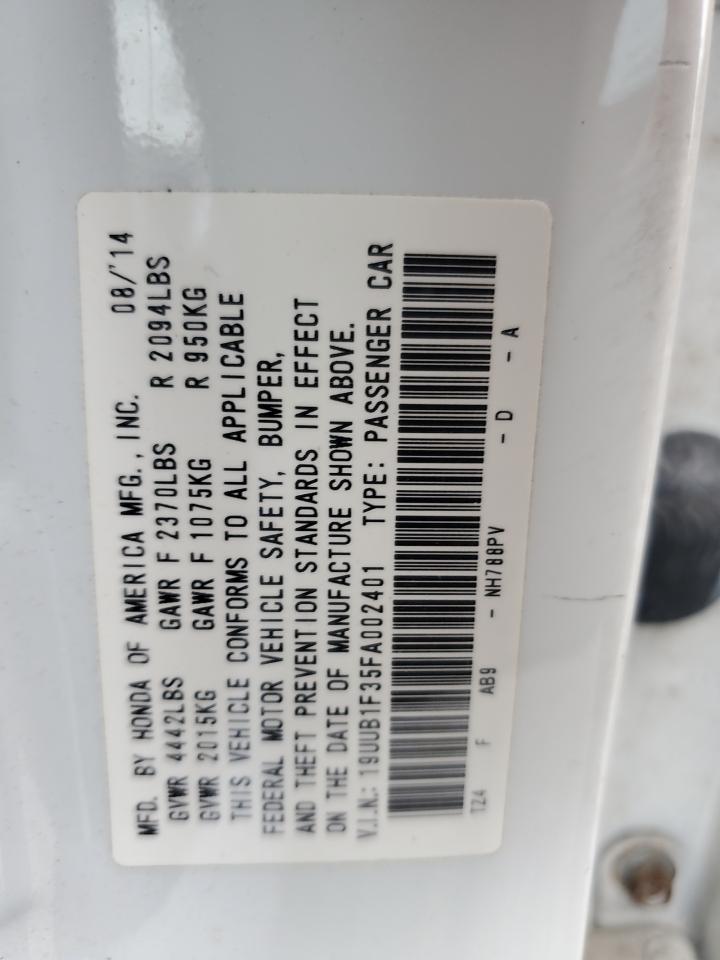 MFD. BY HONDA OF AMERICA MFG., INC. 08/'14
GVWR 4442LBS GAWR F 2370LBS R 2094LBS
GVWR 2015KG GAWR F 1075KG R 950KG
THIS VEHICLE CONFORMS TO ALL APPLICABLE
FEDERAL MOTOR VEHICLE SAFETY, BUMPER,
AND THEFT PREVENTION STANDARDS IN EFFECT
ON THE DATE OF MANUFACTURE SHOWN ABOVE.
V.I.N.: 19UUB1F35FA002401 TYPE: PASSENGER CAR
TZ4 F AB9 - NH788PV - D - A